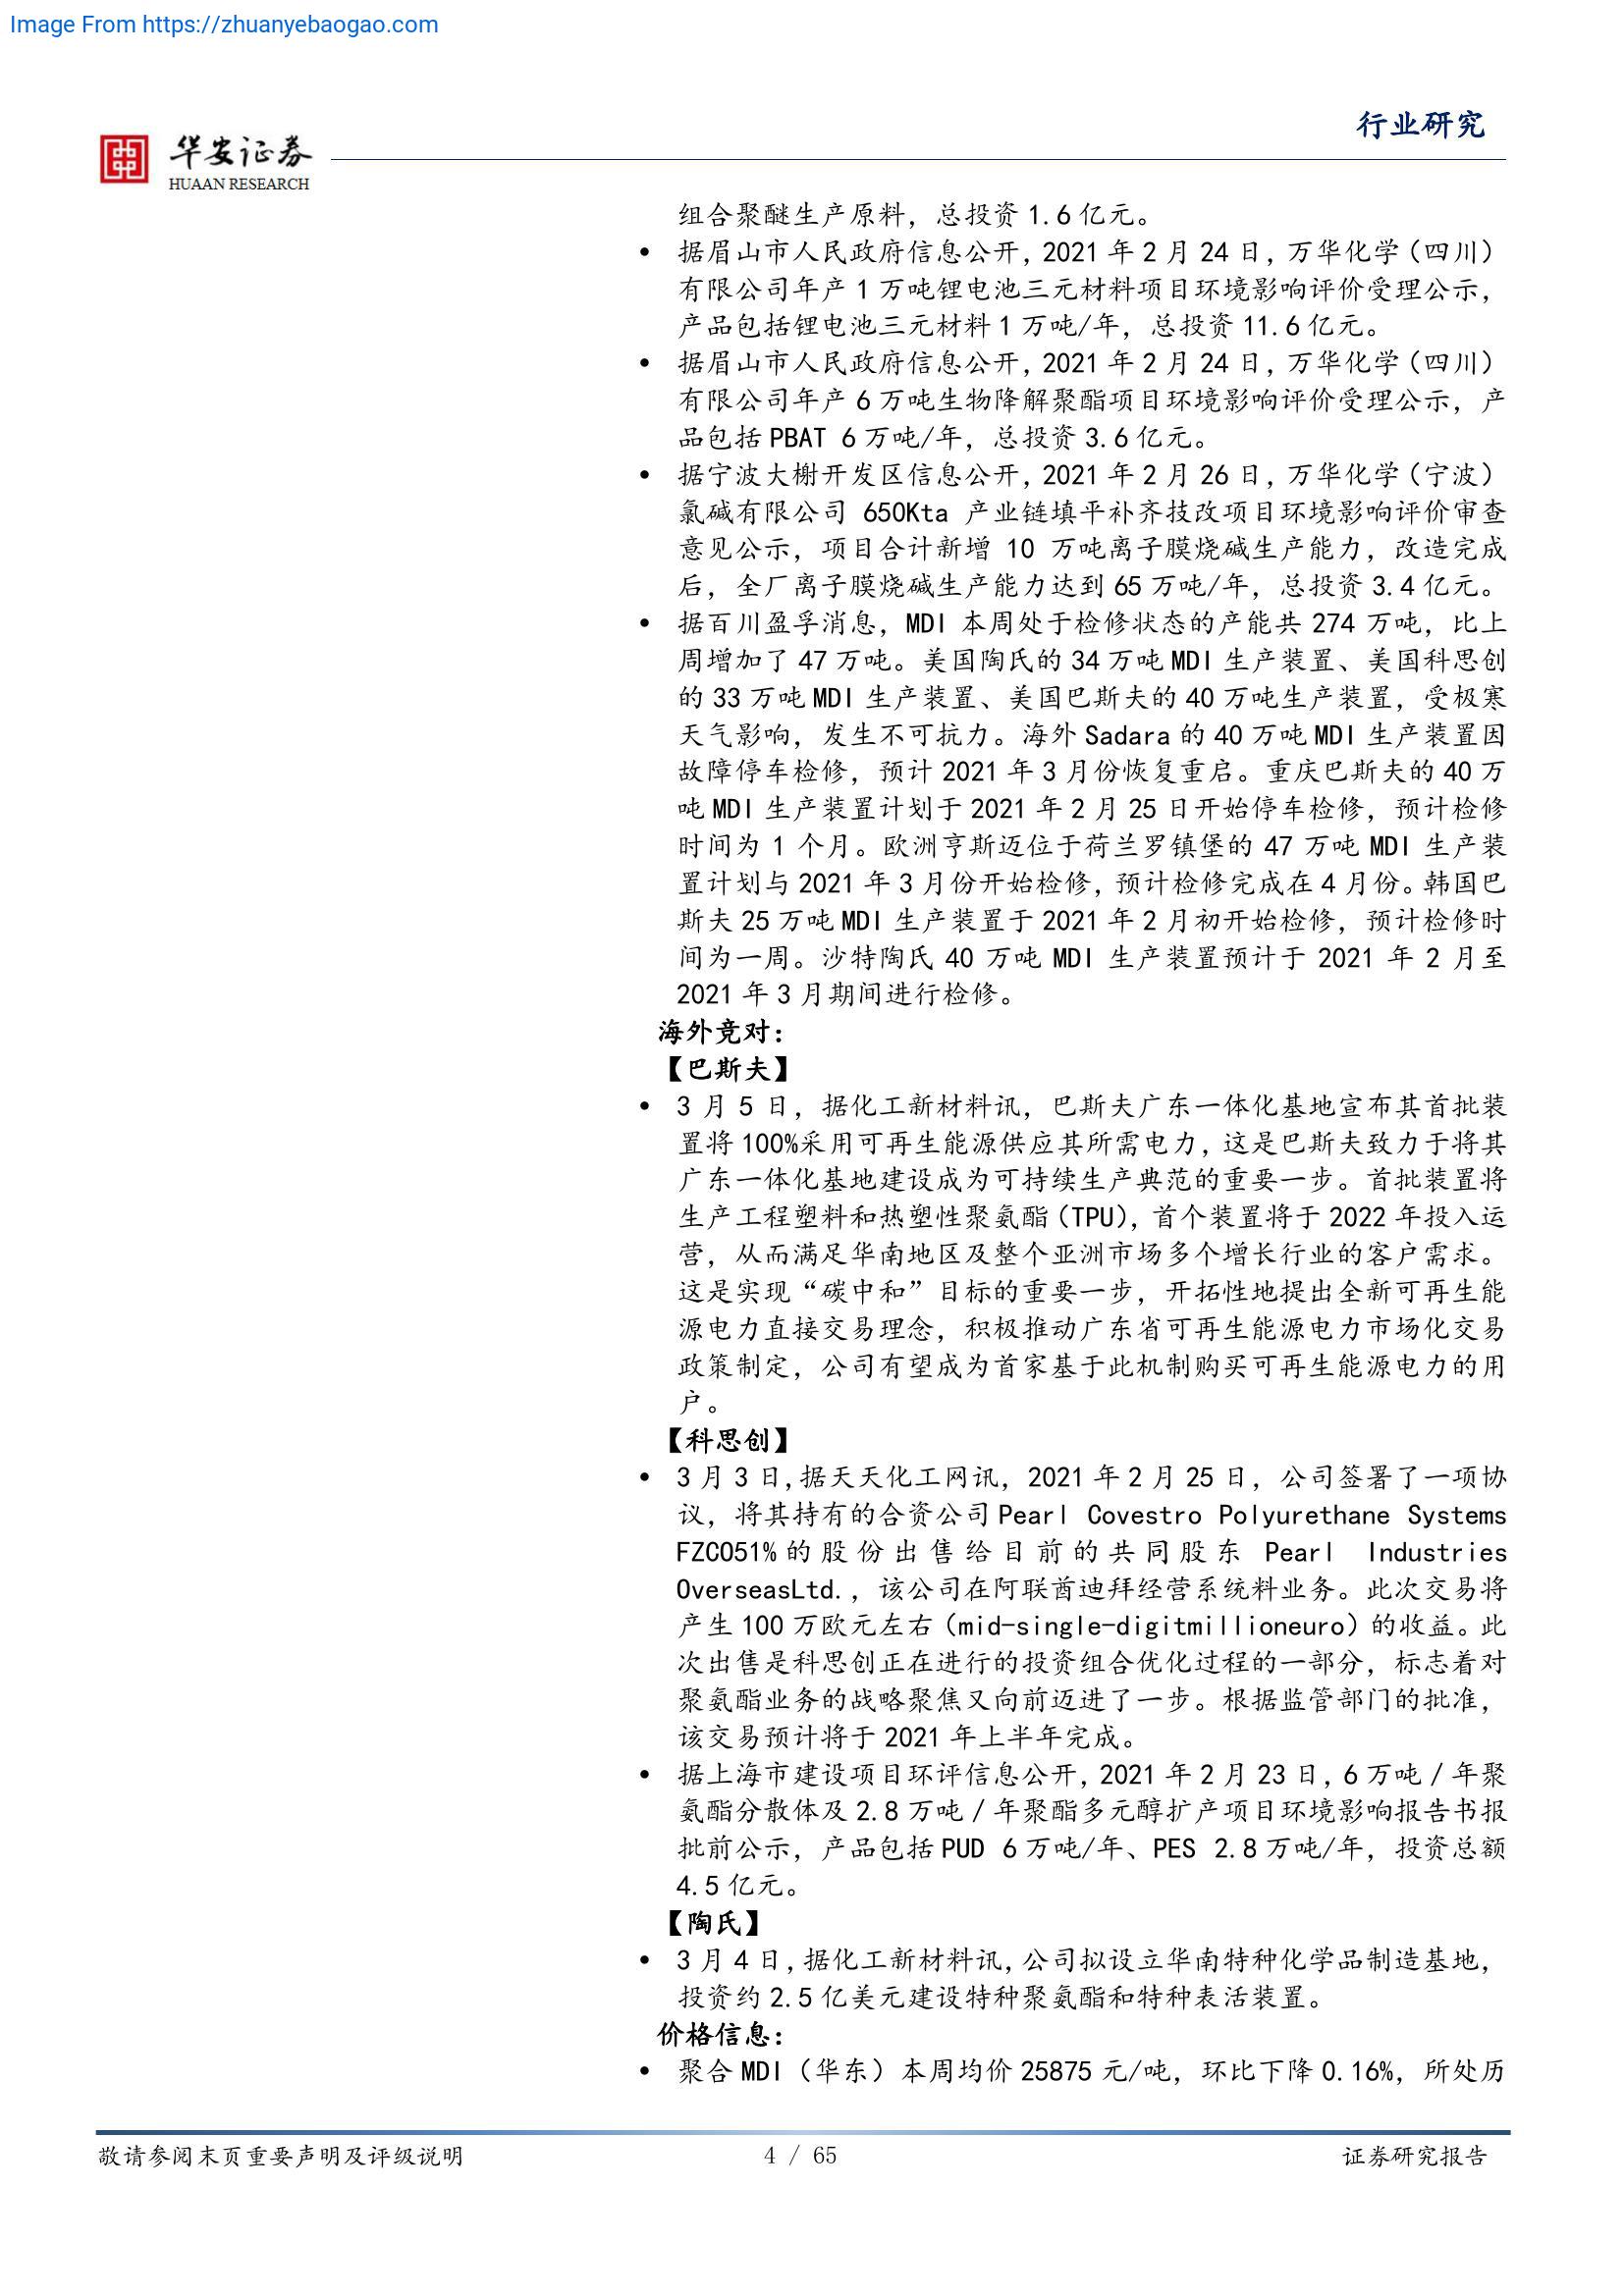 Image From https://zhuanyebaogao.com
行业研究
华安证券
HUAAN RESEARCH
组合聚醚生产原料，总投资 1.6 亿元。
• 据眉山市人民政府信息公开，2021 年 2 月 24 日，万华化学（四川）
有限公司年产 1 万吨锂电池三元材料项目环境影响评价受理公示，
产品包括锂电池三元材料 1 万吨/年，总投资 11.6 亿元。
• 据眉山市人民政府信息公开，2021 年 2 月 24 日，万华化学（四川）
有限公司年产 6 万吨生物降解聚酯项目环境影响评价受理公示，产
品包括 PBAT 6 万吨/年，总投资 3.6 亿元。
• 据宁波大榭开发区信息公开，2021 年 2 月 26 日，万华化学（宁波）
氯碱有限公司 650Kta 产业链填平补齐技改项目环境影响评价审查
意见公示，项目合计新增 10 万吨离子膜烧碱生产能力，改造完成
后，全厂离子膜烧碱生产能力达到 65 万吨/年，总投资 3.4 亿元。
• 据百川盈孚消息，MDI 本周处于检修状态的产能共 274 万吨，比上
周增加了 47 万吨。美国陶氏的 34 万吨 MDI 生产装置、美国科思创
的 33 万吨 MDI 生产装置、美国巴斯夫的 40 万吨生产装置，受极寒
天气影响，发生不可抗力。海外 Sadara 的 40 万吨 MDI 生产装置因
故障停车检修，预计 2021 年 3 月份恢复重启。重庆巴斯夫的 40 万
吨 MDI 生产装置计划于 2021 年 2 月 25 日开始停车检修，预计检修
时间为 1 个月。欧洲亨斯迈位于荷兰罗镇堡的 47 万吨 MDI 生产装
置计划与 2021 年 3 月份开始检修，预计检修完成在 4 月份。韩国巴
斯夫 25 万吨 MDI 生产装置于 2021 年 2 月初开始检修，预计检修时
间为一周。沙特陶氏 40 万吨 MDI 生产装置预计于 2021 年 2 月至
2021 年 3 月期间进行检修。
海外竞对：
【巴斯夫】
• 3 月 5 日，据化工新材料讯，巴斯夫广东一体化基地宣布其首批装
置将 100%采用可再生能源供应其所需电力，这是巴斯夫致力于将其
广东一体化基地建设成为可持续生产典范的重要一步。首批装置将
生产工程塑料和热塑性聚氨酯（TPU），首个装置将于 2022 年投入运
营，从而满足华南地区及整个亚洲市场多个增长行业的客户需求。
这是实现“碳中和”目标的重要一步，开拓性地提出全新可再生能
源电力直接交易理念，积极推动广东省可再生能源电力市场化交易
政策制定，公司有望成为首家基于此机制购买可再生能源电力的用
户。
【科思创】
• 3 月 3 日,据天天化工网讯，2021 年 2 月 25 日，公司签署了一项协
议，将其持有的合资公司 Pearl Covestro Polyurethane Systems
FZCO51% 的股份出售给目前的共同股东 Pearl Industries
OverseasLtd.，该公司在阿联酋迪拜经营系统料业务。此次交易将
产生 100 万欧元左右（mid-single-digitmillioneuro）的收益。此
次出售是科思创正在进行的投资组合优化过程的一部分，标志着对
聚氨酯业务的战略聚焦又向前迈进了一步。根据监管部门的批准，
该交易预计将于 2021 年上半年完成。
• 据上海市建设项目环评信息公开，2021 年 2 月 23 日，6 万吨／年聚
氨酯分散体及 2.8 万吨／年聚酯多元醇扩产项目环境影响报告书报
批前公示，产品包括 PUD 6 万吨/年、PES 2.8 万吨/年，投资总额
4.5 亿元。
【陶氏】
• 3 月 4 日,据化工新材料讯，公司拟设立华南特种化学品制造基地，
投资约 2.5 亿美元建设特种聚氨酯和特种表活装置。
价格信息：
• 聚合 MDI（华东）本周均价 25875 元/吨，环比下降 0.16%，所处历
敬请参阅末页重要声明及评级说明
4 / 65
证券研究报告